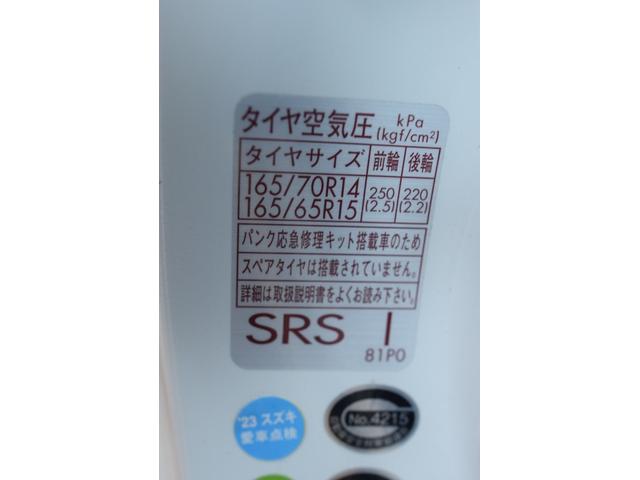 タイヤ空気圧 kPa
(kgf/cm²)
タイヤサイズ 前輪 後輪
165/70R14 250 220
165/65R15 (2.5) (2.2)
パンク応急修理キット搭載車のため
スペアタイヤは搭載されていません。
詳細は取扱説明書をよくお読み下さい。
SRS I
81P0
'23 スズキ
愛車点検
No.4215